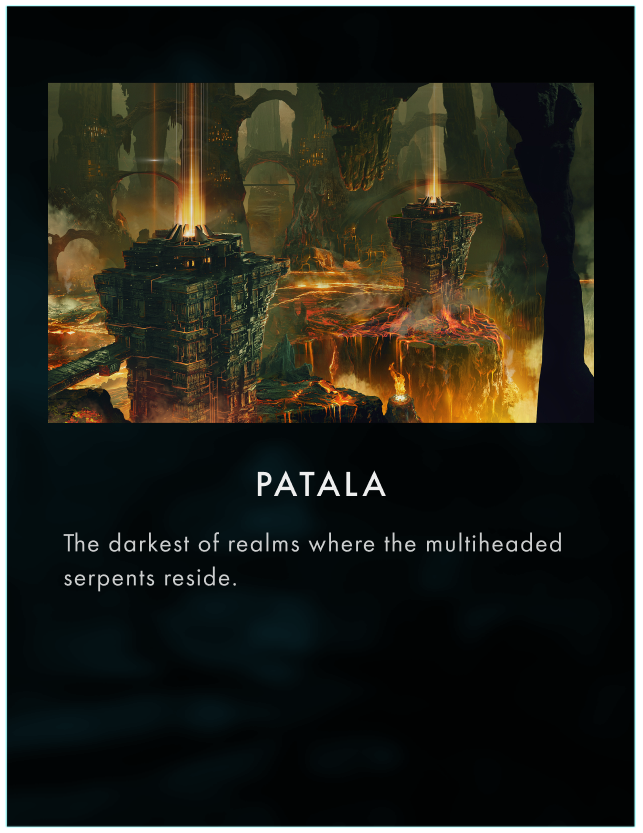 PATALA
The darkest of realms where the multiheaded
serpents reside.